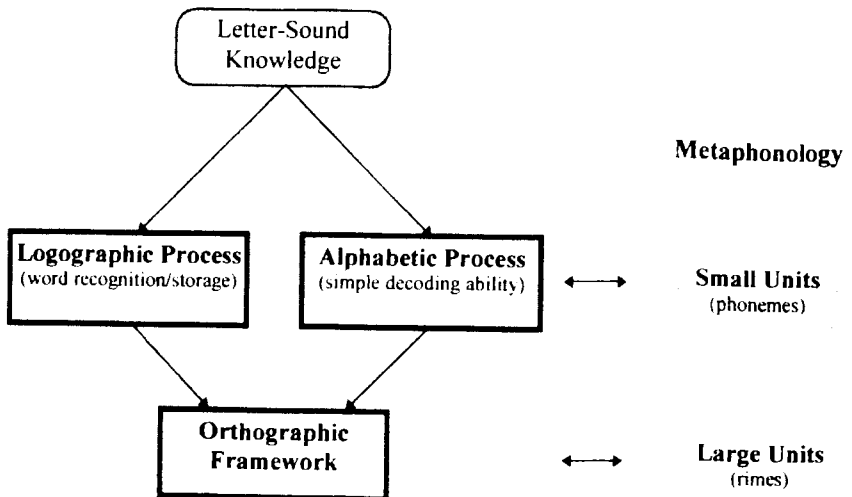 Letter-Sound
Knowledge
Metaphonology
Logographic Process
(word recognition/storage)
Alphabetic Process
(simple decoding ability)
Small Units
(phonemes)
Orthographic
Framework
Large Units
(rimes)